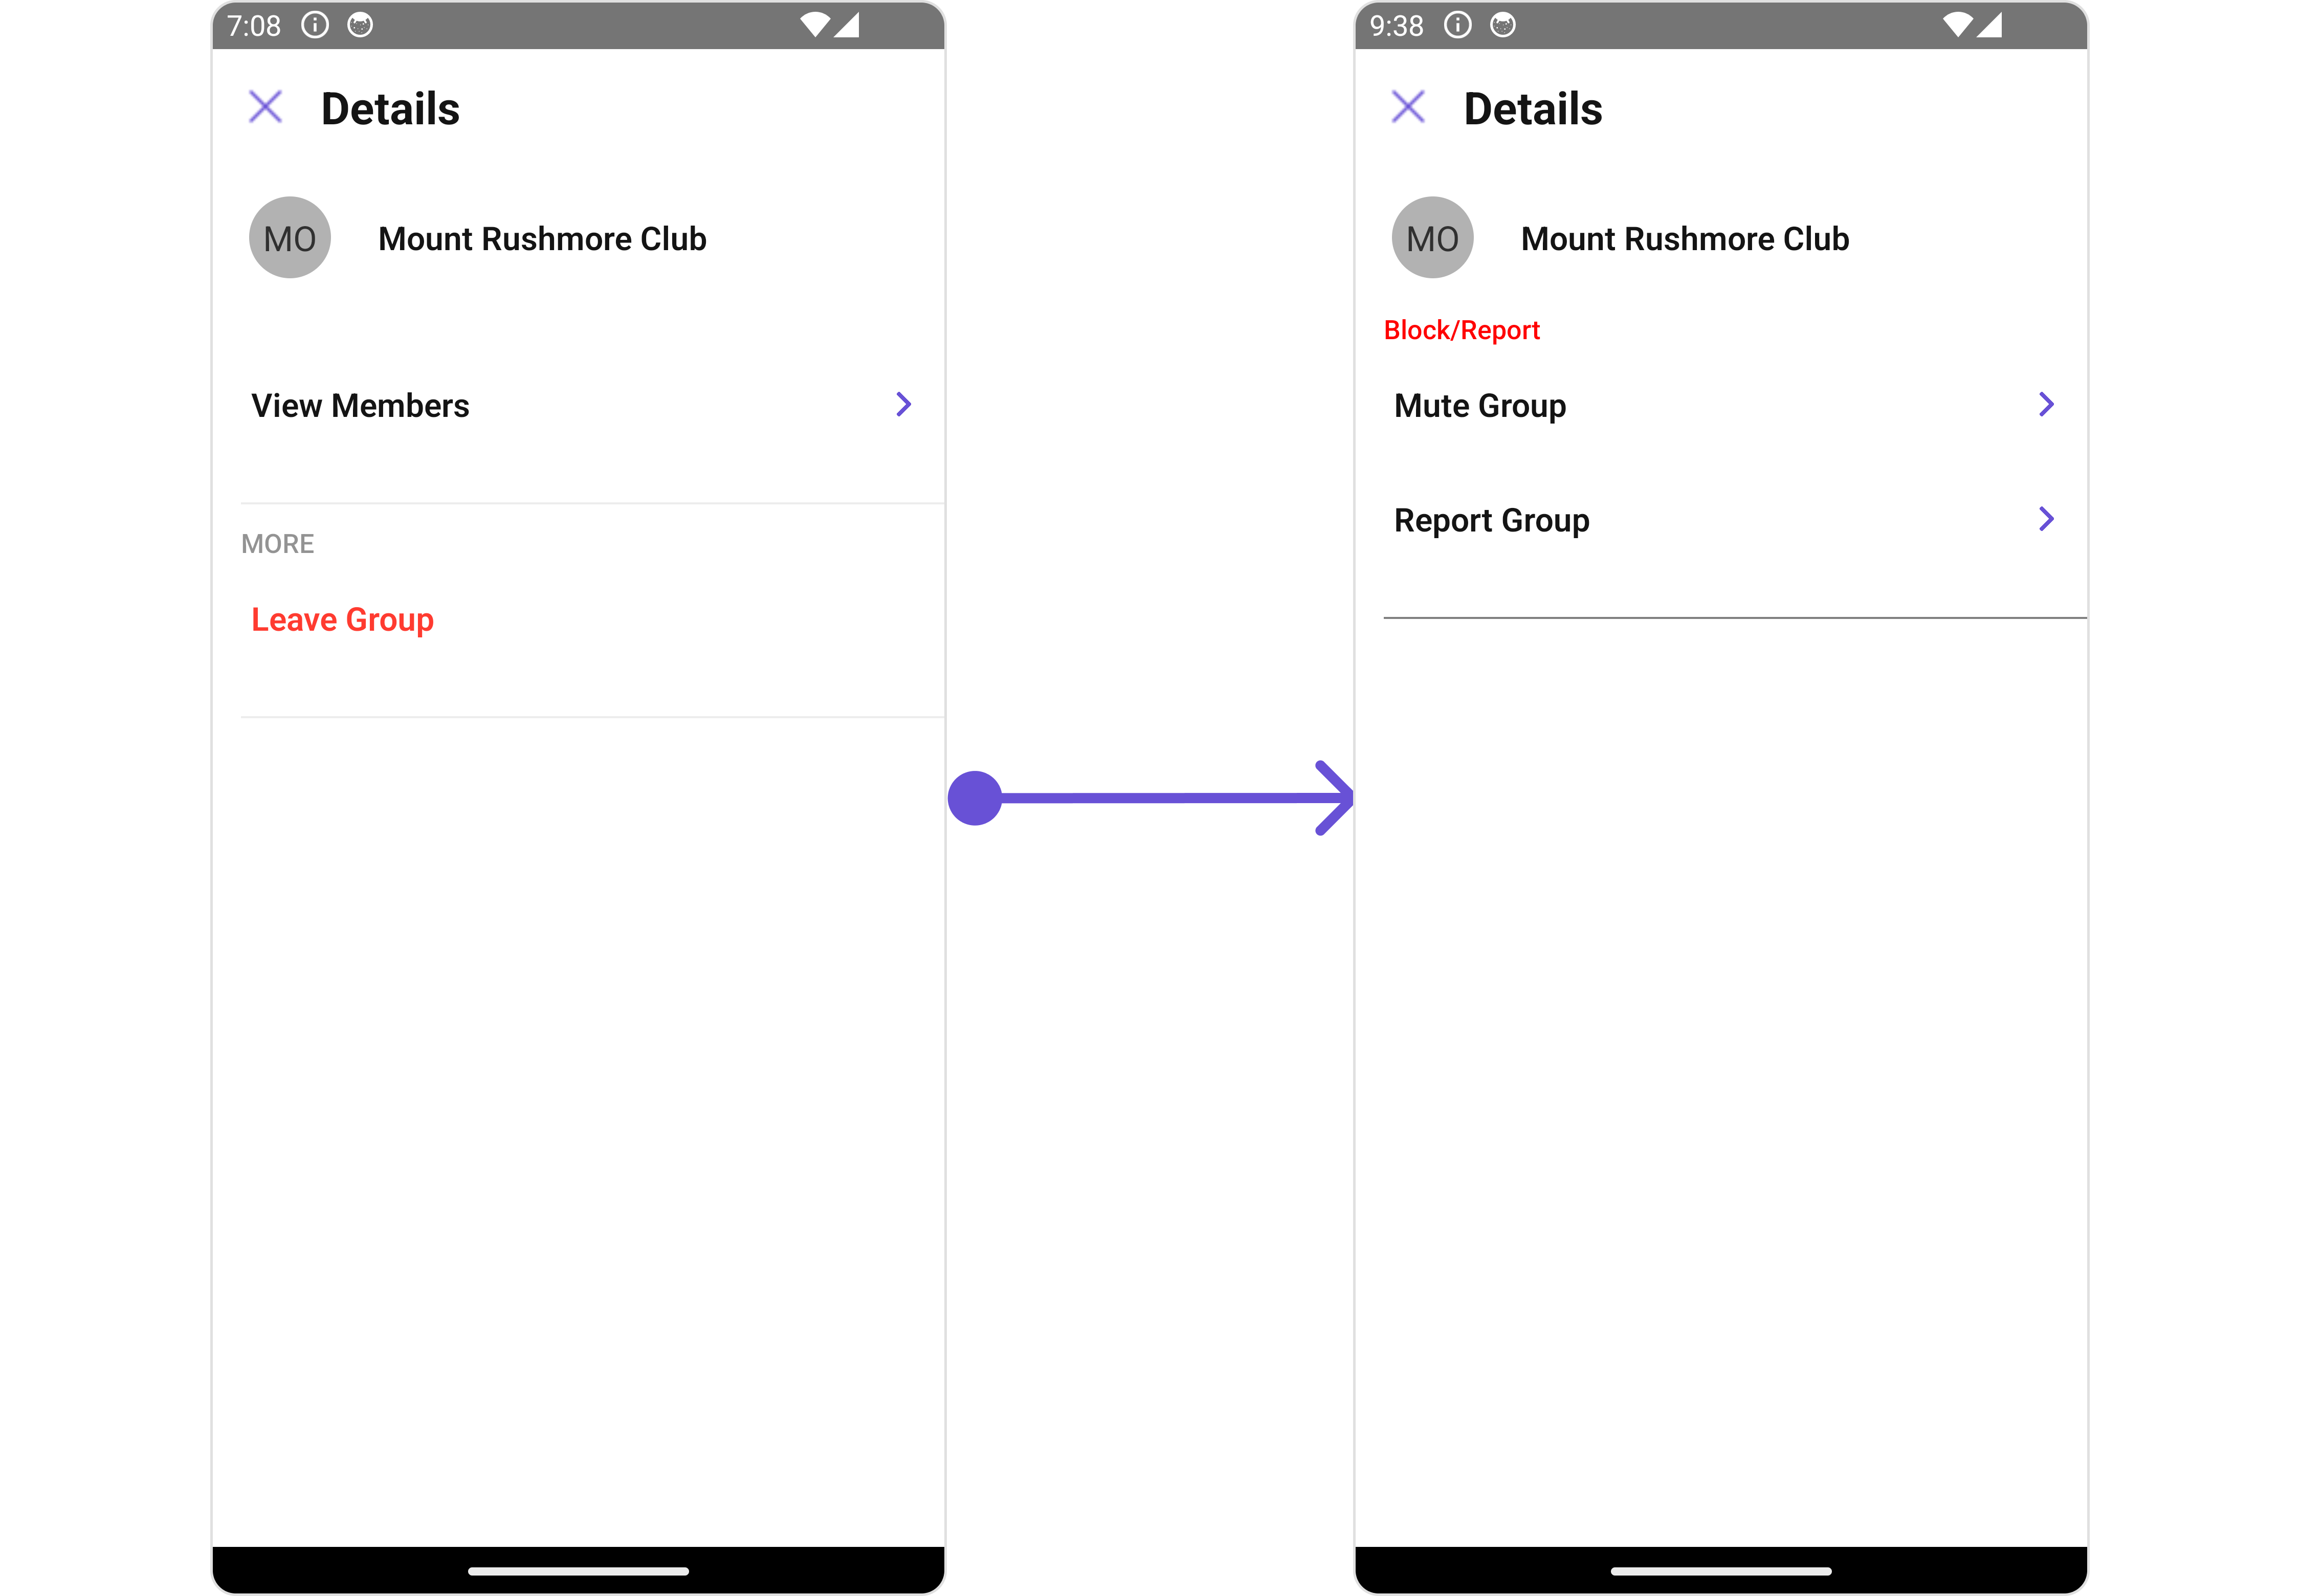 7:08
Details
MO
Mount Rushmore Club
View Members
MORE
Leave Group
9:38
Details
MO
Mount Rushmore Club
Block/Report
Mute Group
Report Group